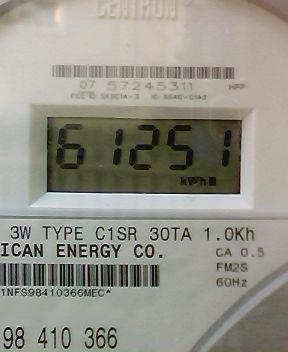 CENTRON
07 57245311 HPP
61251
kWh
3W TYPE C1SR 30TA 1.0Kh
ICAN ENERGY CO.
CA 0.5
FM2S
60Hz
1NFS98410366MEC*
98 410 366